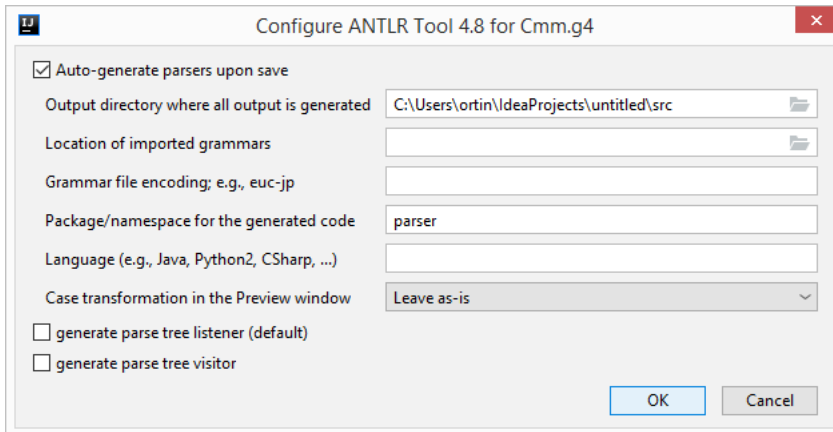 IJ
Configure ANTLR Tool 4.8 for Cmm.g4
Auto-generate parsers upon save
Output directory where all output is generated C:\Users\ortin\IdeaProjects\untitled\src
Location of imported grammars
Grammar file encoding; e.g., euc-jp
Package/namespace for the generated code parser
Language (e.g., Java, Python2, CSharp, ...)
Case transformation in the Preview window Leave as-is
generate parse tree listener (default)
generate parse tree visitor
OK Cancel